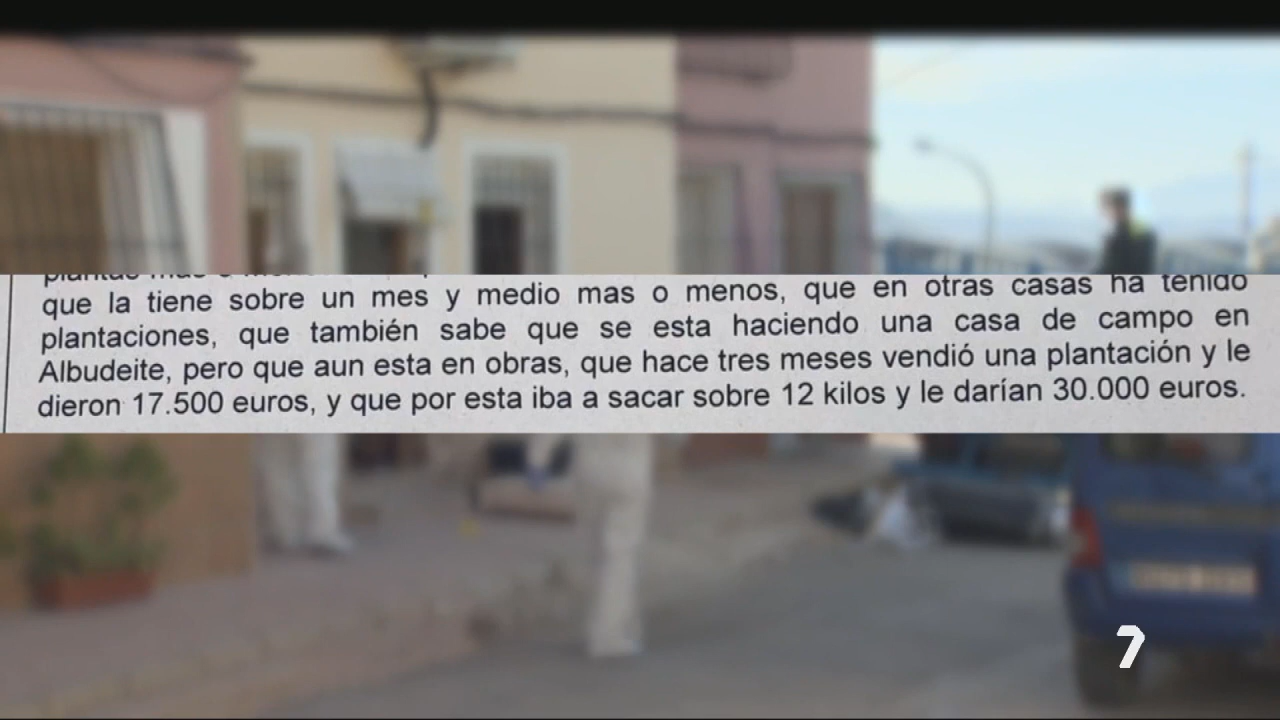 que la tiene sobre un mes y medio mas o menos, que en otras casas ha tenido
plantaciones, que también sabe que se esta haciendo una casa de campo en
Albudeite, pero que aun esta en obras, que hace tres meses vendió una plantación y le
dieron 17.500 euros, y que por esta iba a sacar sobre 12 kilos y le darían 30.000 euros.
7